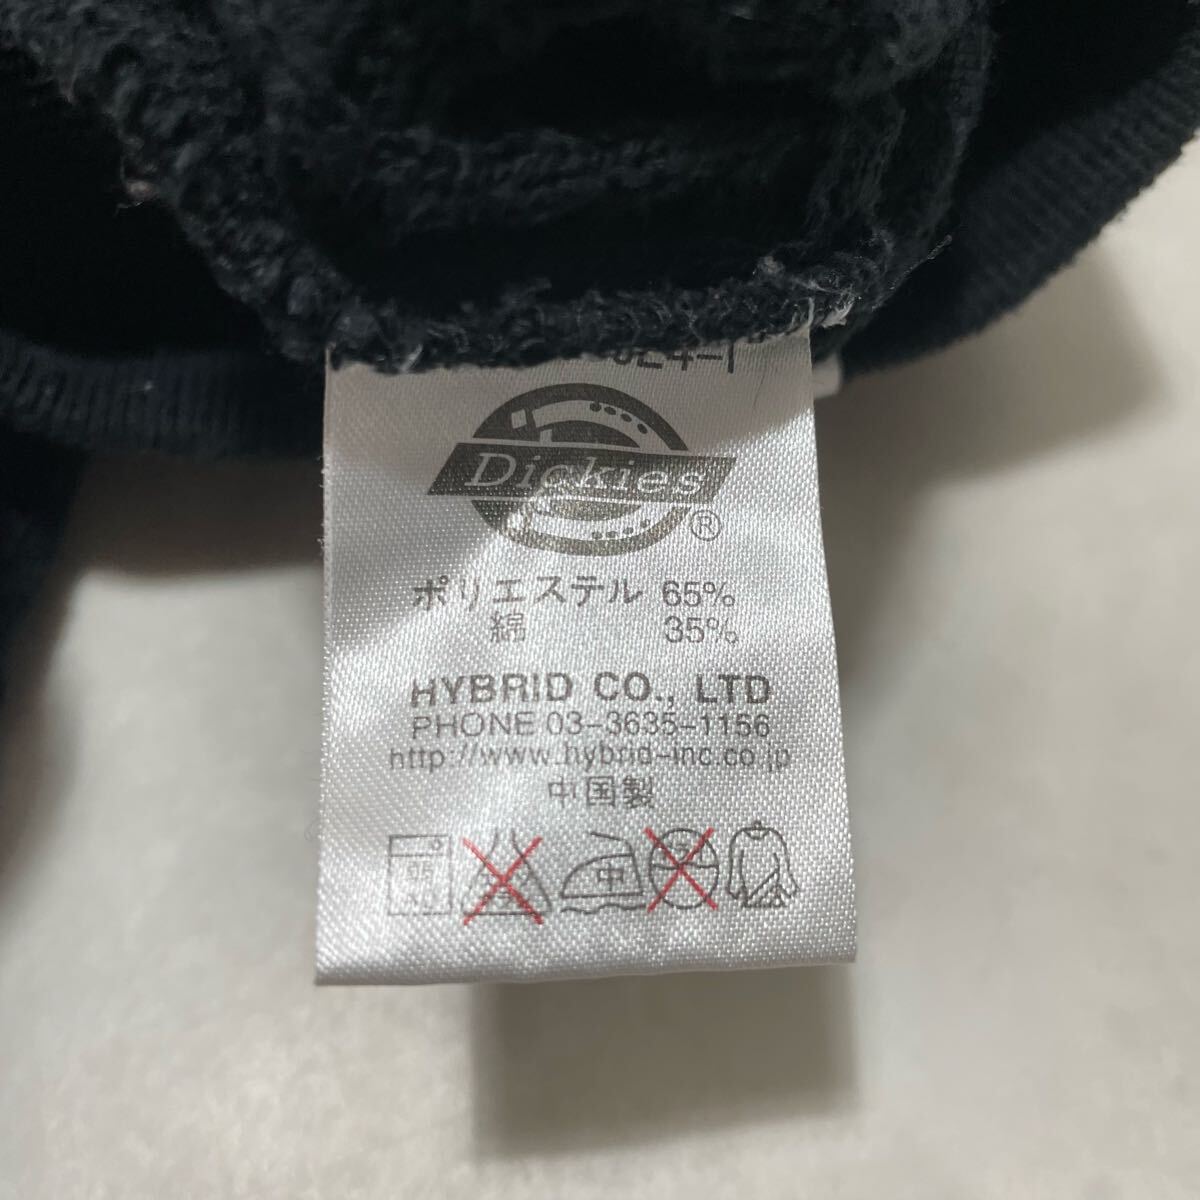 Dickies
®
ポリエステル 65%
綿 35%
HYBRID CO., LTD
PHONE 03-3635-1156
http://www.hybrid-inc.co.jp
中国製
中